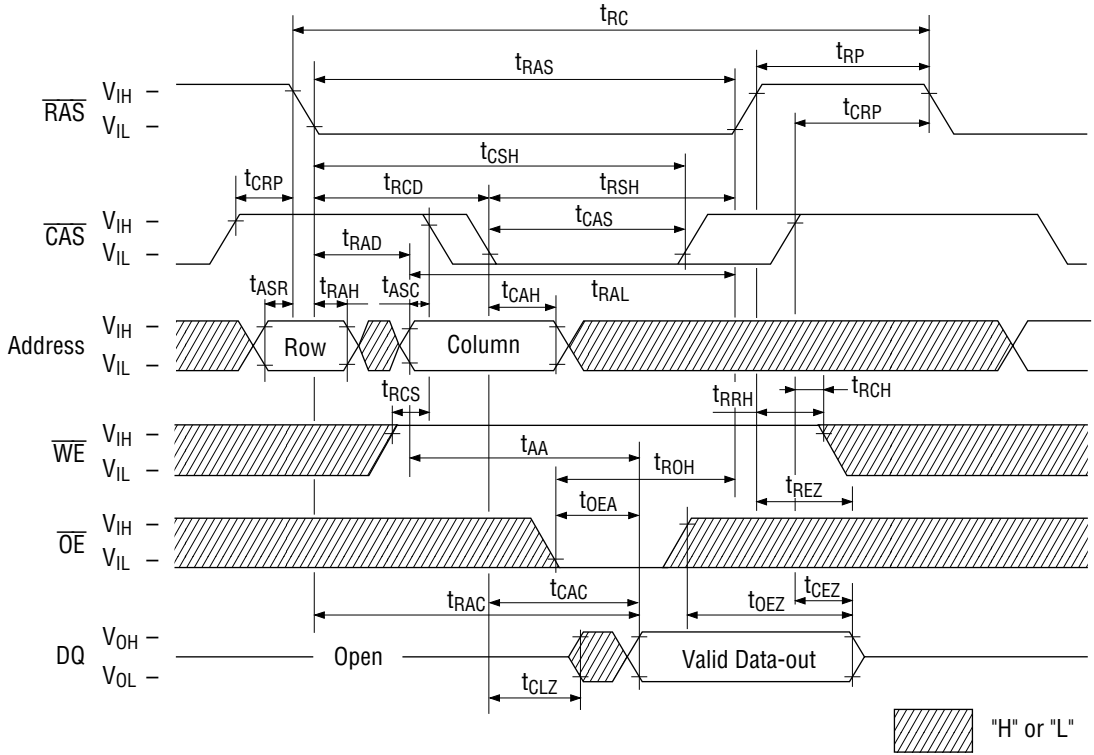 tRC
tRAS
tRP
RAS
VIH –
VIL –
tCRP
tCSH
tCRP
tRCD
tRSH
CAS
VIH –
VIL –
tCAS
tRAD
tRAL
tASR
tRAH
tASC
tCAH
Address
VIH –
VIL –
Row
Column
tRCS
tRRH
tRCH
WE
VIH –
VIL –
tAA
tROH
tREZ
tOEA
OE
VIH –
VIL –
tCAC
tCEZ
tRAC
tOEZ
DQ
VOH –
VOL –
Open
Valid Data-out
tCLZ
"H" or "L"